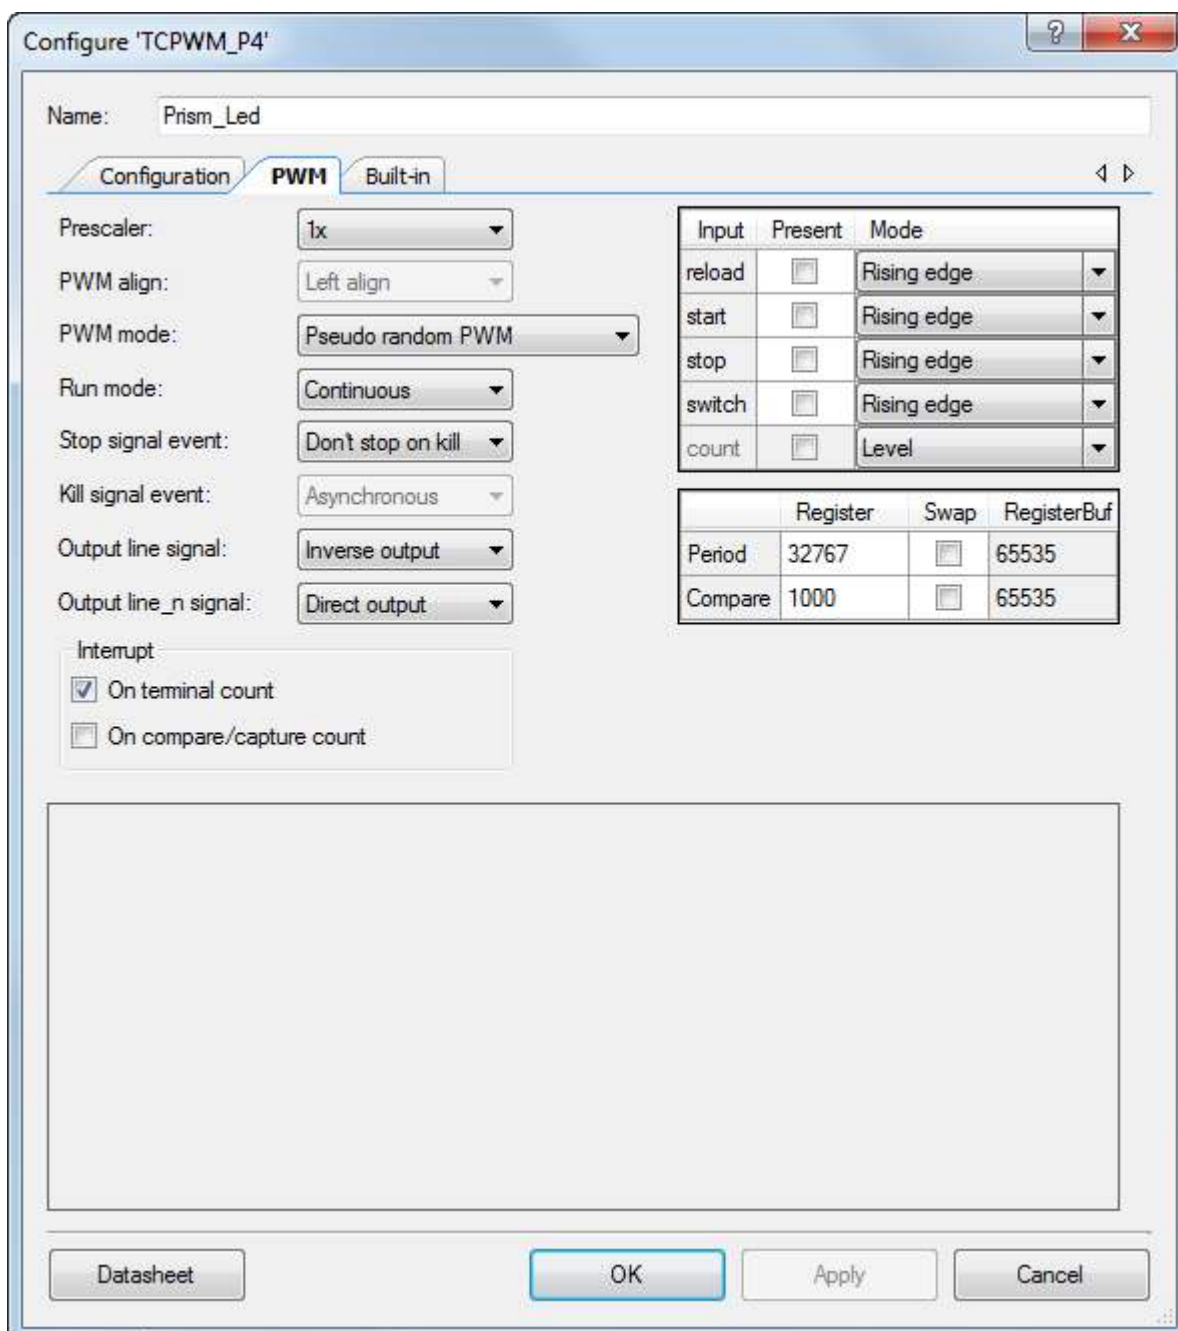 Configure 'TCPWM_P4'
Name: Prism_Led
Configuration PWM Built-in
Prescaler: 1x
PWM align: Left align
PWM mode: Pseudo random PWM
Run mode: Continuous
Stop signal event: Don't stop on kill
Kill signal event: Asynchronous
Output line signal: Inverse output
Output line_n signal: Direct output
Interrupt
On terminal count
On compare/capture count
Input Present Mode
reload Rising edge
start Rising edge
stop Rising edge
switch Rising edge
count Level
Register Swap RegisterBuf
Period 32767 65535
Compare 1000 65535
Datasheet OK Apply Cancel